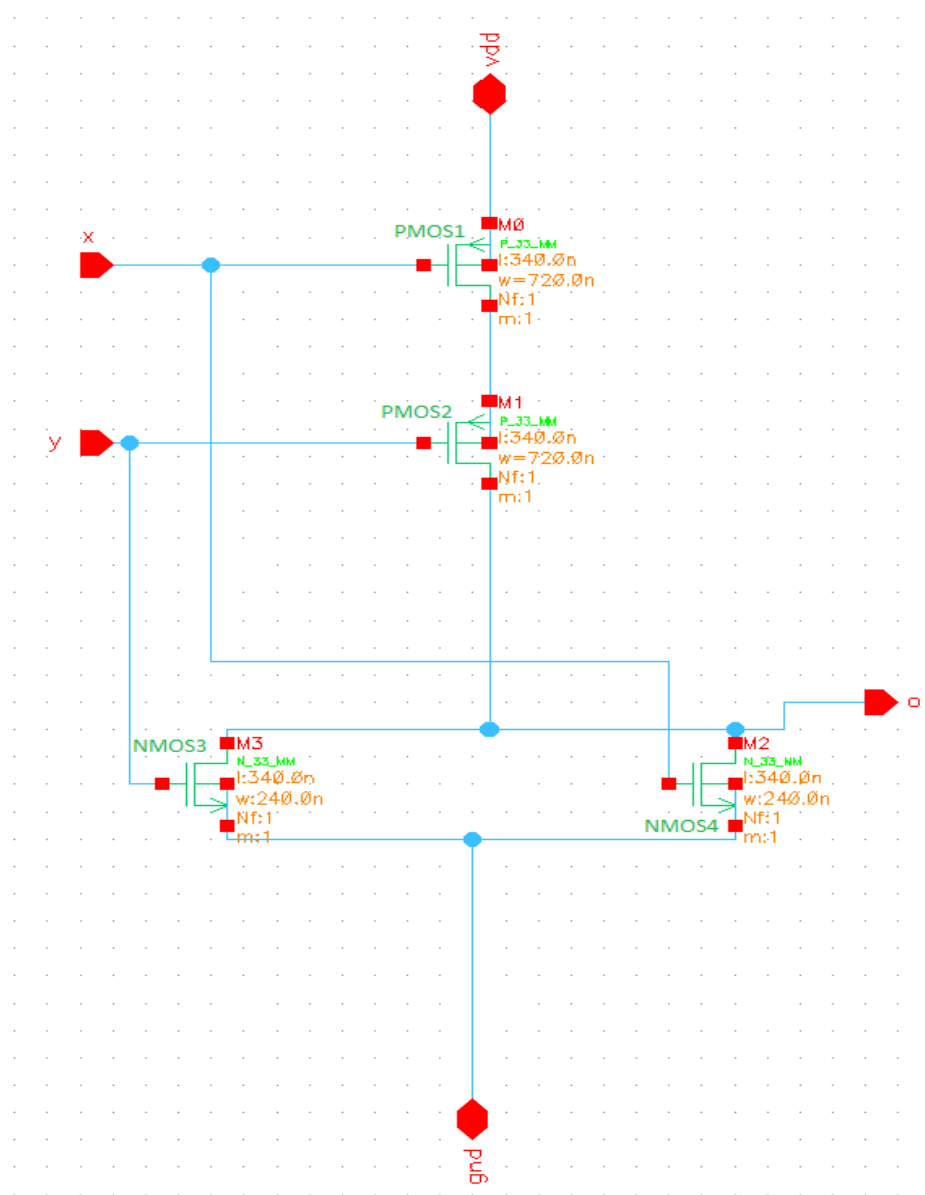 vdd
x
PMOS1
M0
P_33_MM
l:340.0n
w=720.0n
Nf:1
m:1
y
PMOS2
M1
P_33_MM
l:340.0n
w=720.0n
Nf:1
m:1
o
NMOS3
M3
N_33_MM
l:340.0n
w:240.0n
Nf:1
m:1
M2
N_33_MM
l:340.0n
w:240.0n
NMOS4
Nf:1
m:1
gnd